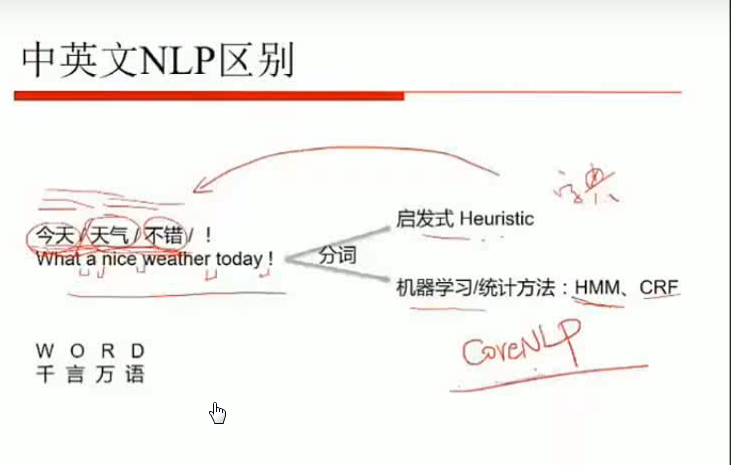 中英文NLP区别
今天/天气/不错/！
What a nice weather today !
分词
启发式 Heuristic
机器学习/统计方法：HMM、CRF
CoreNLP
W O R D
千 言 万 语